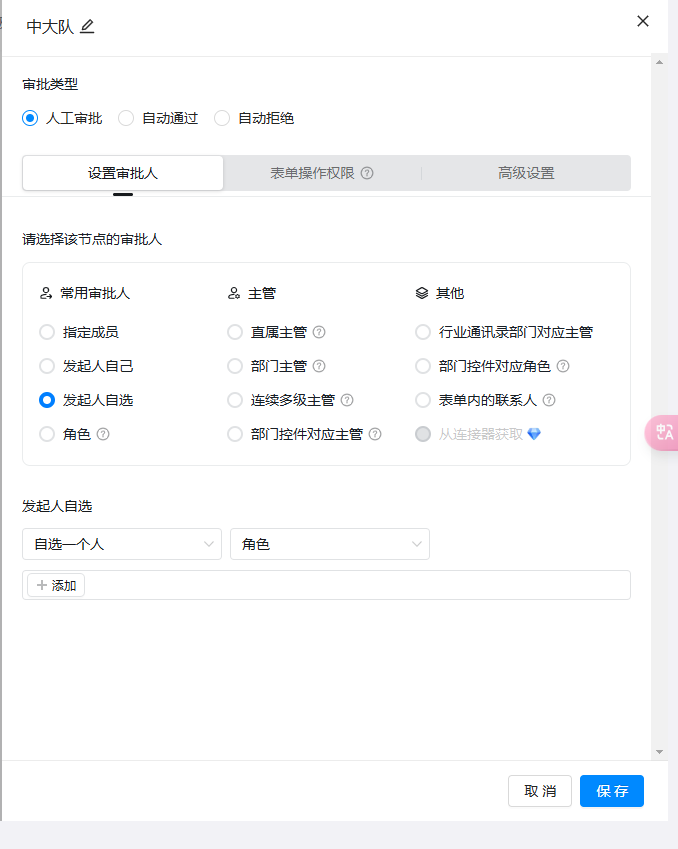 中大队
审批类型
人工审批 自动通过 自动拒绝
设置审批人 表单操作权限 高级设置
请选择该节点的审批人
常用审批人 主管 其他
指定成员 直属主管 行业通讯录部门对应主管
发起人自己 部门主管 部门控件对应角色
发起人自选 连续多级主管 表单内的联系人
角色 部门控件对应主管 从连接器获取
发起人自选
自选一个人 角色
+ 添加
取消 保存